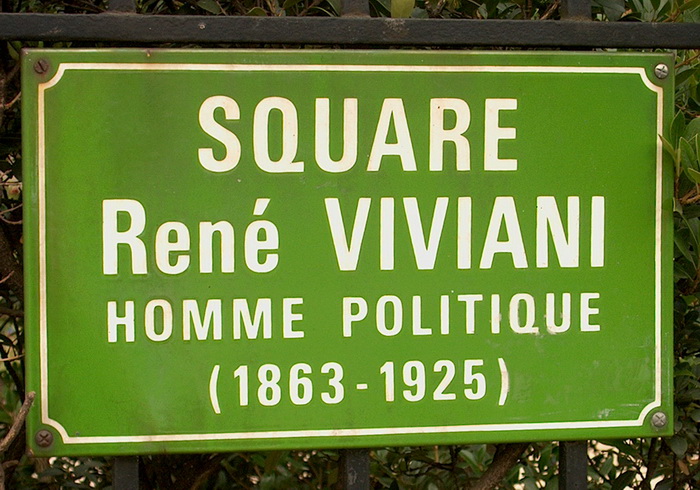 SQUARE
René VIVIANI
HOMME POLITIQUE
(1863-1925)